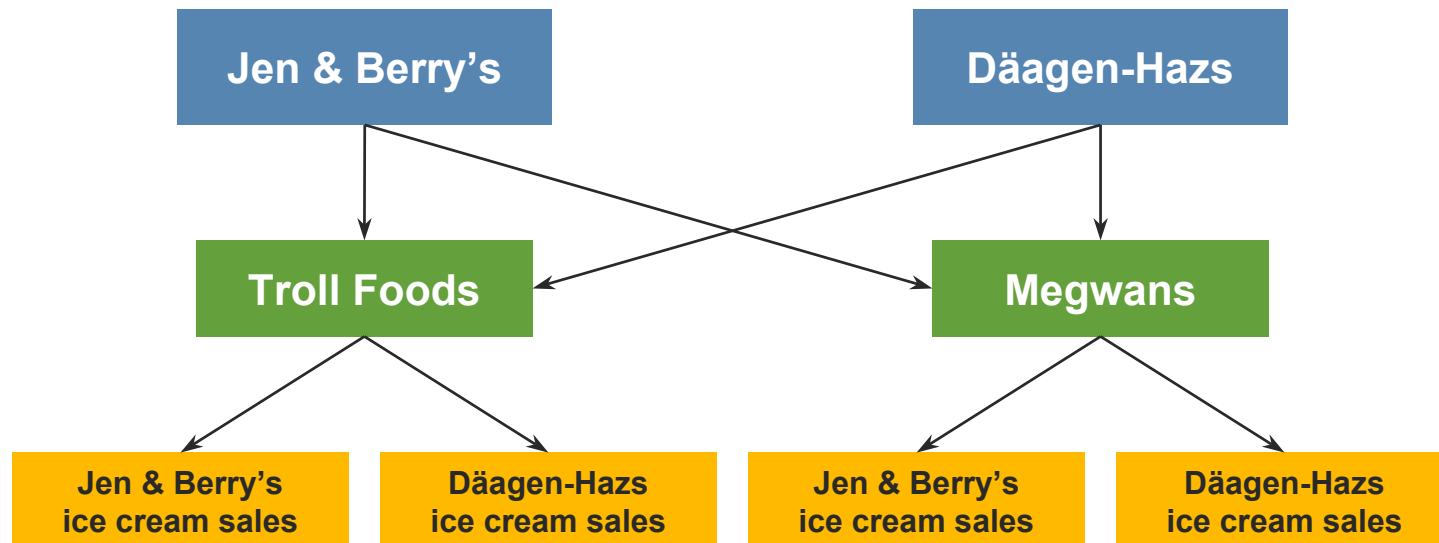 Jen & Berry’s
Däagen-Hazs
Troll Foods
Megwans
Jen & Berry’s
ice cream sales
Däagen-Hazs
ice cream sales
Jen & Berry’s
ice cream sales
Däagen-Hazs
ice cream sales